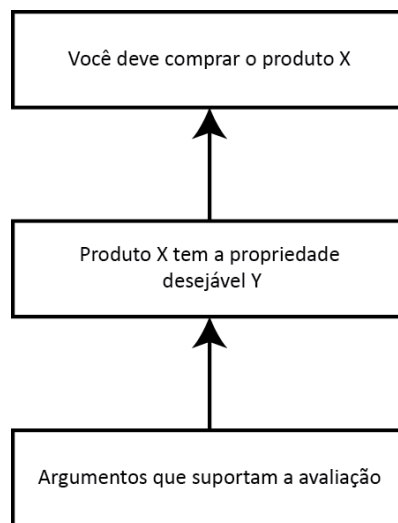 Você deve comprar o produto X
Produto X tem a propriedade
desejável Y
Argumentos que suportam a avaliação